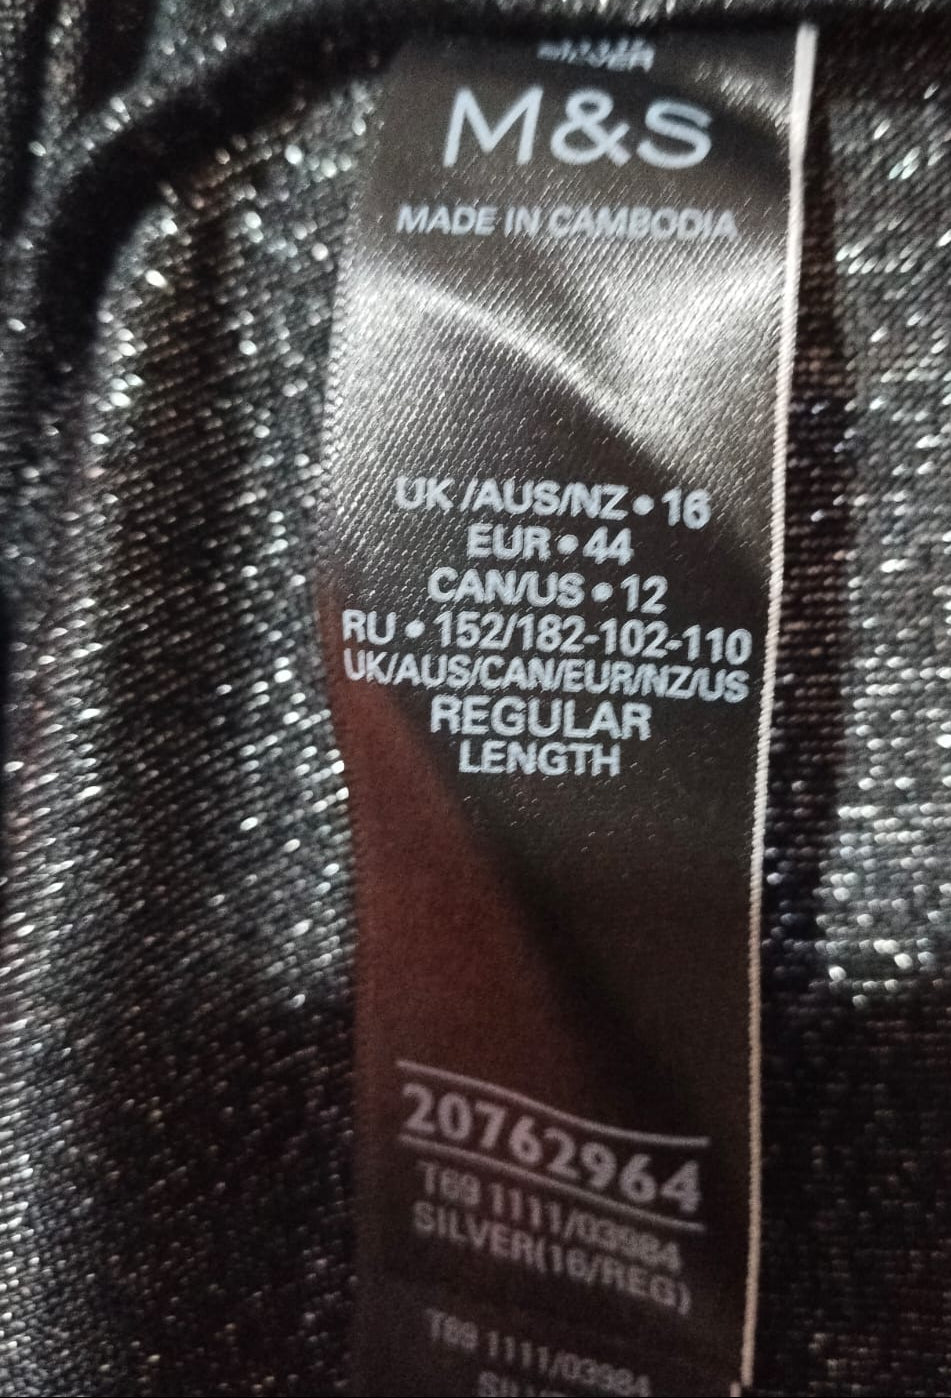 M&S
MADE IN CAMBODIA
UK /AUS/NZ • 16
EUR • 44
CAN/US • 12
RU • 152/182-102-110
UK/AUS/CAN/EUR/NZ/US
REGULAR
LENGTH
20762964
T69 1111/03984
SILVER(16/REG)
T69 1111/03984